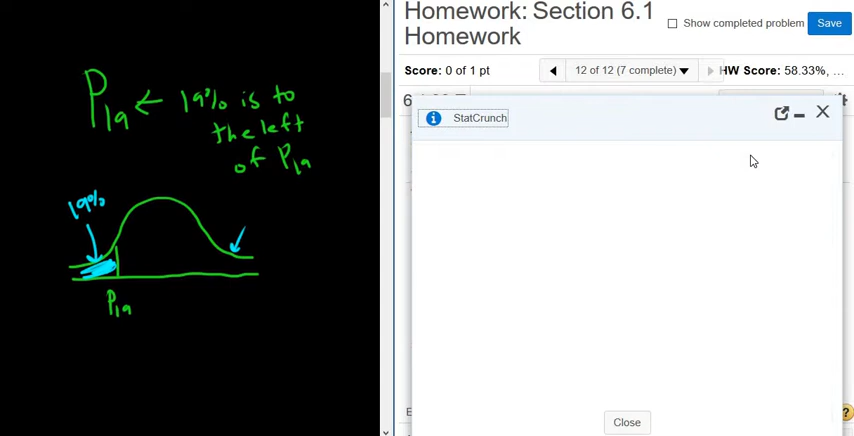 P19 ← 19% is to
the left
of P19
19%
P19
Homework: Section 6.1
Homework
Show completed problem
Save
Score: 0 of 1 pt
12 of 12 (7 complete)
HW Score: 58.33%, ...
StatCrunch
Close
?